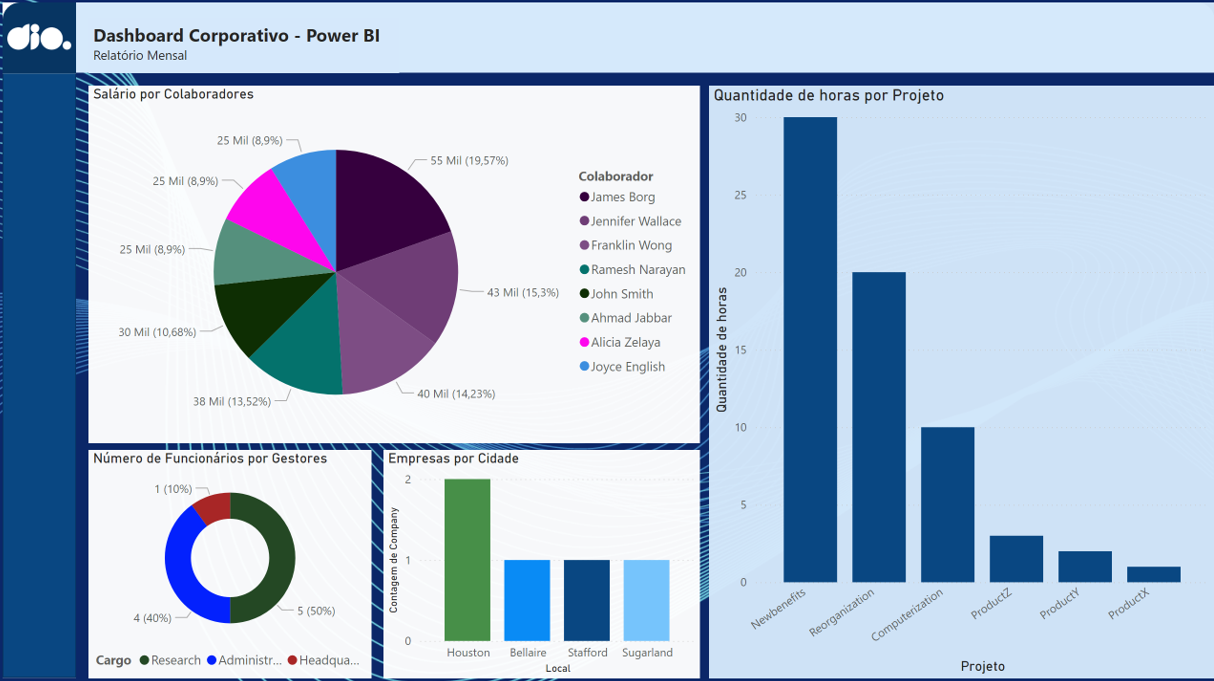 dio.
Dashboard Corporativo - Power BI
Relatório Mensal
Salário por Colaboradores
25 Mil (8,9%)
55 Mil (19,57%)
25 Mil (8,9%)
25 Mil (8,9%)
43 Mil (15,3%)
30 Mil (10,68%)
40 Mil (14,23%)
38 Mil (13,52%)
Colaborador
James Borg
Jennifer Wallace
Franklin Wong
Ramesh Narayan
John Smith
Ahmad Jabbar
Alicia Zelaya
Joyce English
Número de Funcionários por Gestores
1 (10%)
4 (40%)
5 (50%)
Cargo Research Administr... Headqua...
Empresas por Cidade
Contagem de Company
2
1
0
Houston Bellaire Stafford Sugarland
Local
Quantidade de horas por Projeto
Quantidade de horas
30
25
20
15
10
5
0
Newbenefits
Reorganization
Computerization
ProductZ
ProductY
ProductX
Projeto